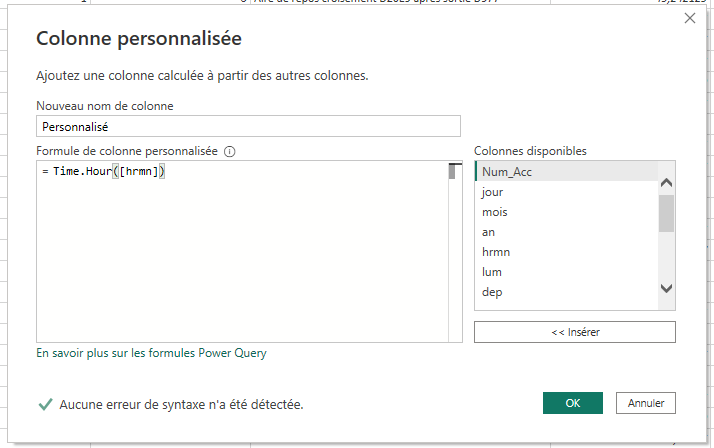 Colonne personnalisée
Ajoutez une colonne calculée à partir des autres colonnes.
Nouveau nom de colonne
Personnalisé
Formule de colonne personnalisée
Colonnes disponibles
= Time.Hour([hrmn])
Num_Acc
jour
mois
an
hrmn
lum
dep
<< Insérer
En savoir plus sur les formules Power Query
Aucune erreur de syntaxe n'a été détectée.
OK
Annuler